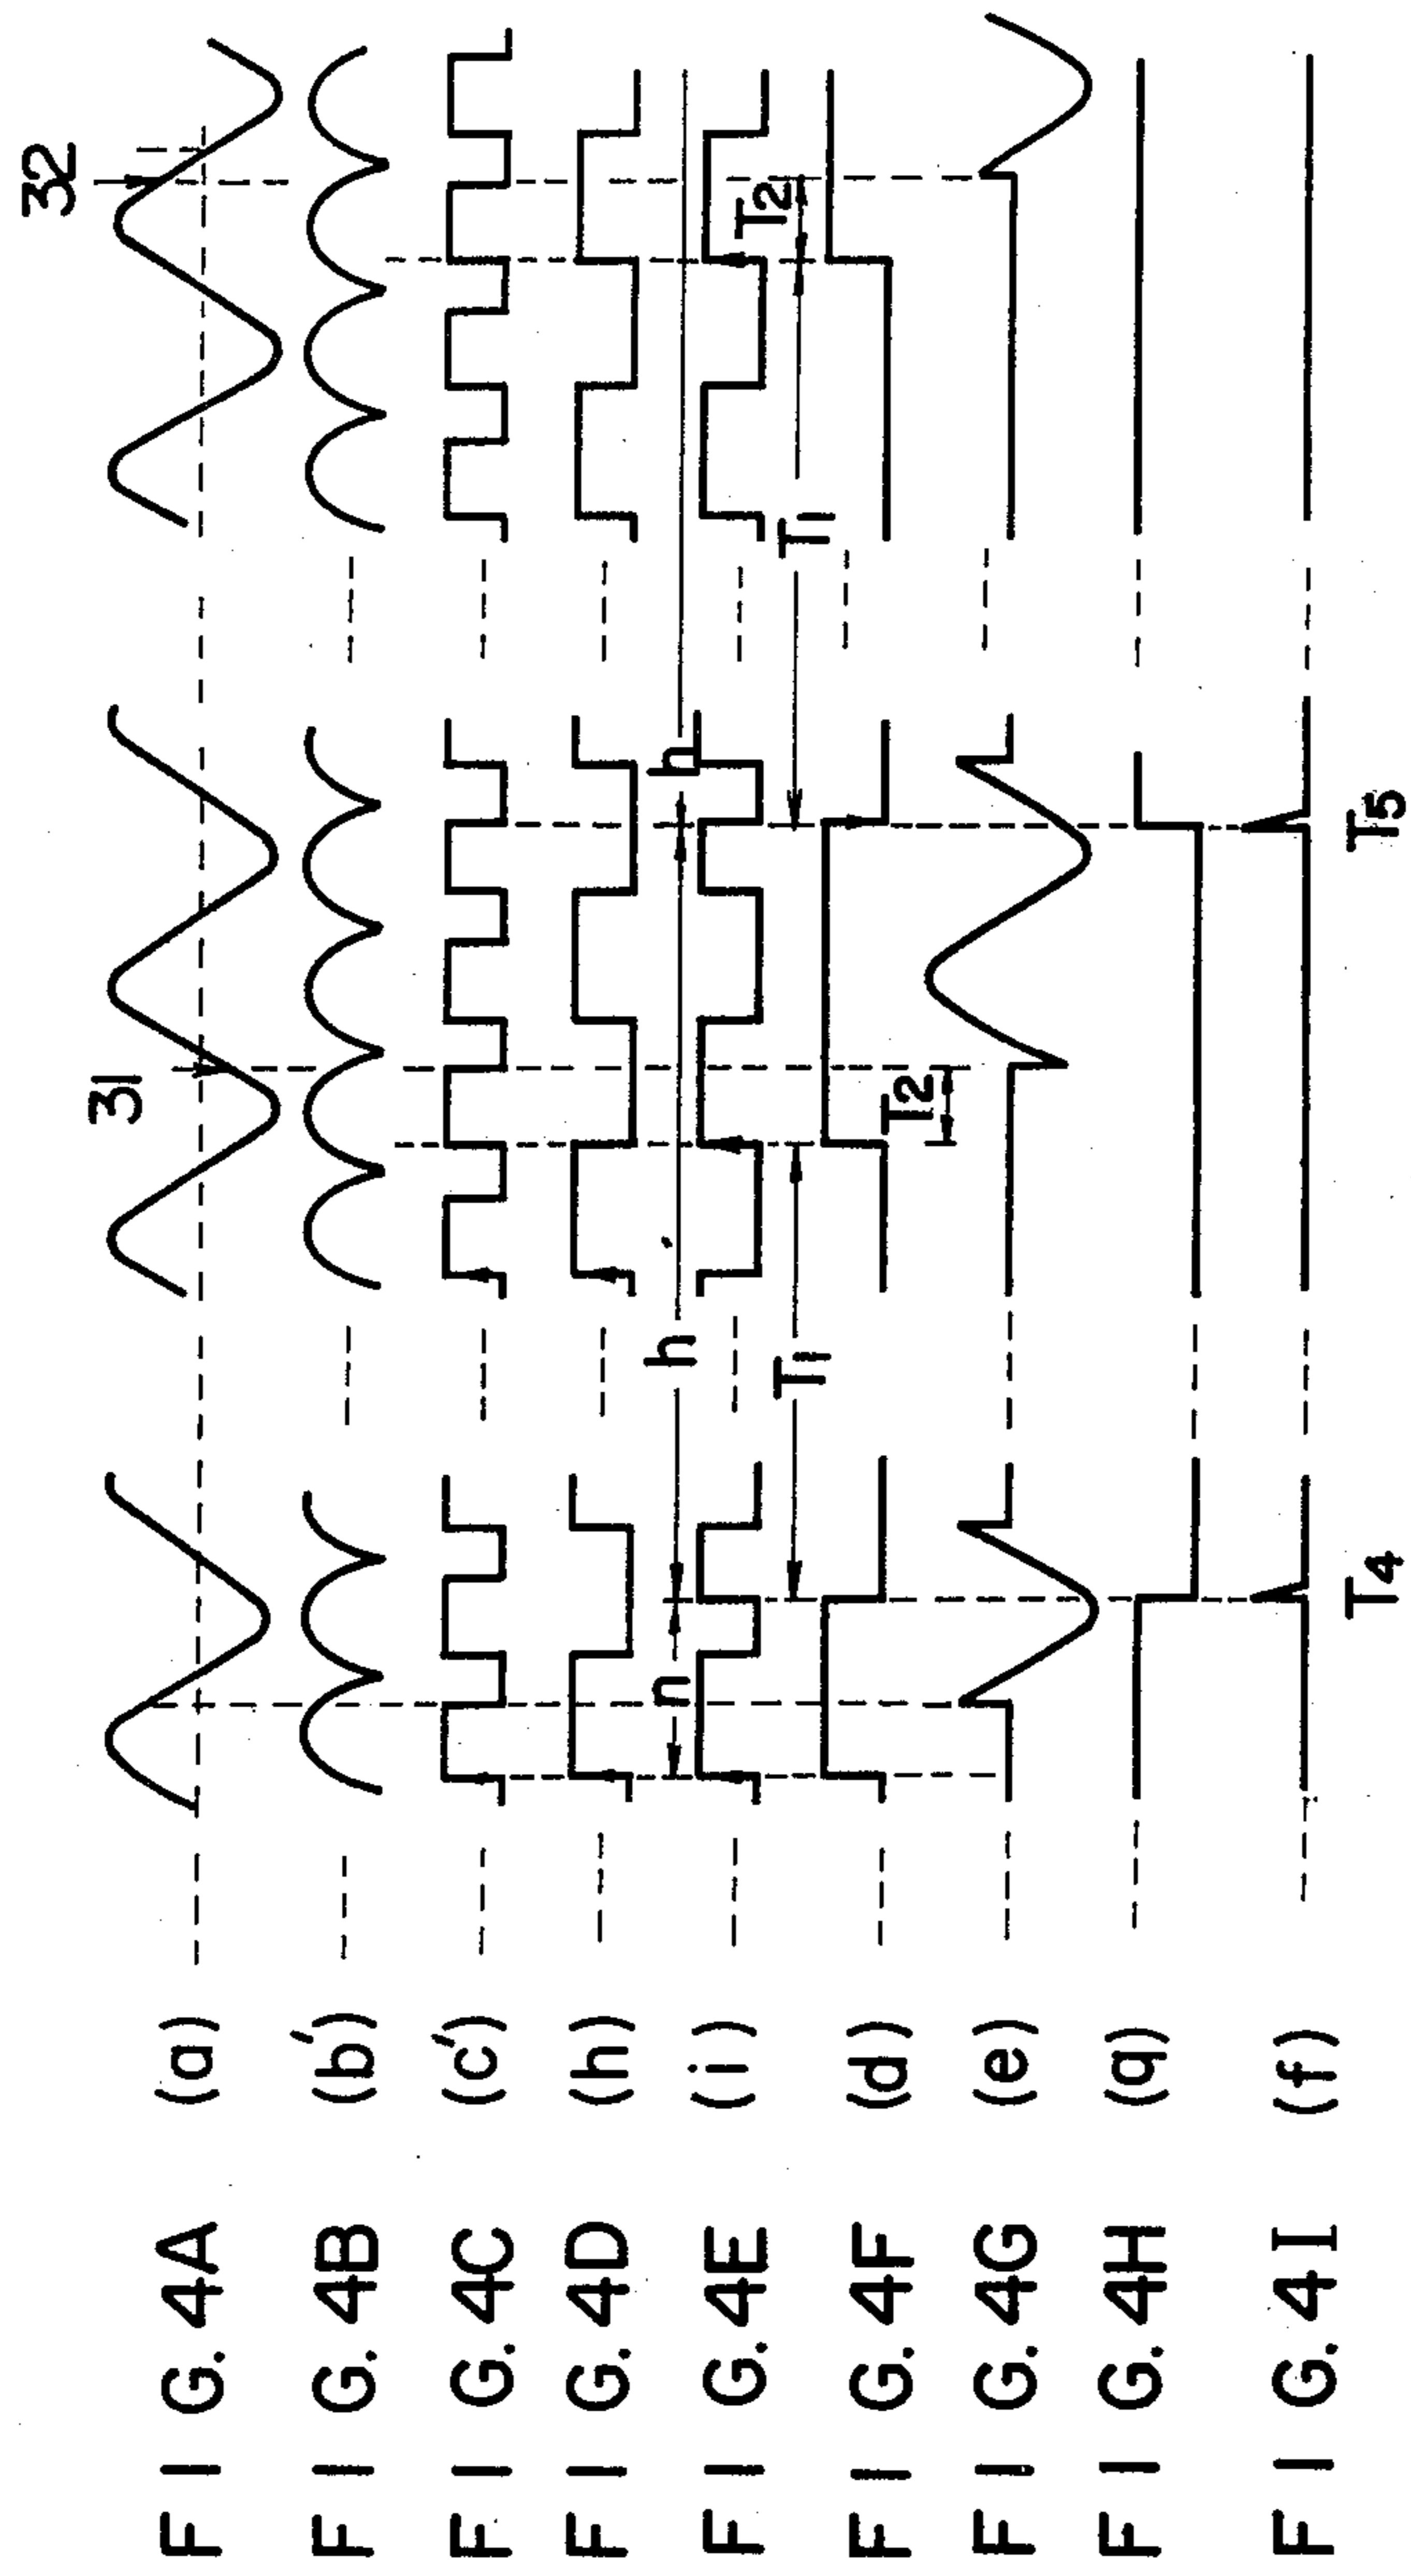 32
31
FIG. 4A (a)
FIG. 4B (b')
FIG. 4C (c')
FIG. 4D (h)
n h h
FIG. 4E (i)
T1 T1 T2
FIG. 4F (d)
T2
FIG. 4G (e)
FIG. 4H (g)
FIG. 4I (f)
T4 T5